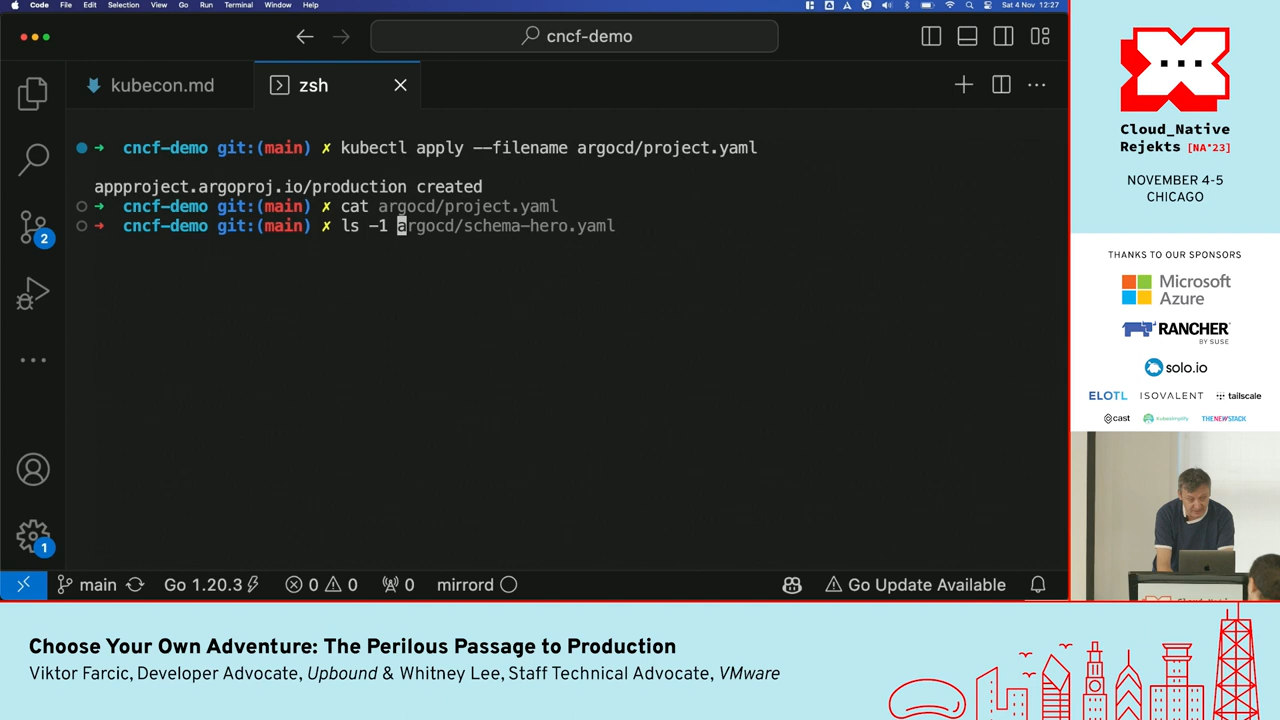 Code File Edit Selection View Go Run Terminal Window Help
Sat 4 Nov 12:27
cncf-demo
kubecon.md
zsh
cncf-demo git:(main) ✗ kubectl apply --filename argocd/project.yaml
appproject.argoproj.io/production created
cncf-demo git:(main) ✗ cat argocd/project.yaml
cncf-demo git:(main) ✗ ls -1 argocd/schema-hero.yaml
2
1
main Go 1.20.3 0 0 0 mirrord Go Update Available
Cloud_Native
Rejekts [NA'23]
NOVEMBER 4-5
CHICAGO
THANKS TO OUR SPONSORS
Microsoft
Azure
RANCHER
BY SUSE
solo.io
ELOTL ISOVALENT tailscale
cast Kubesimplify THENEWSTACK
Choose Your Own Adventure: The Perilous Passage to Production
Viktor Farcic, Developer Advocate, Upbound & Whitney Lee, Staff Technical Advocate, VMware